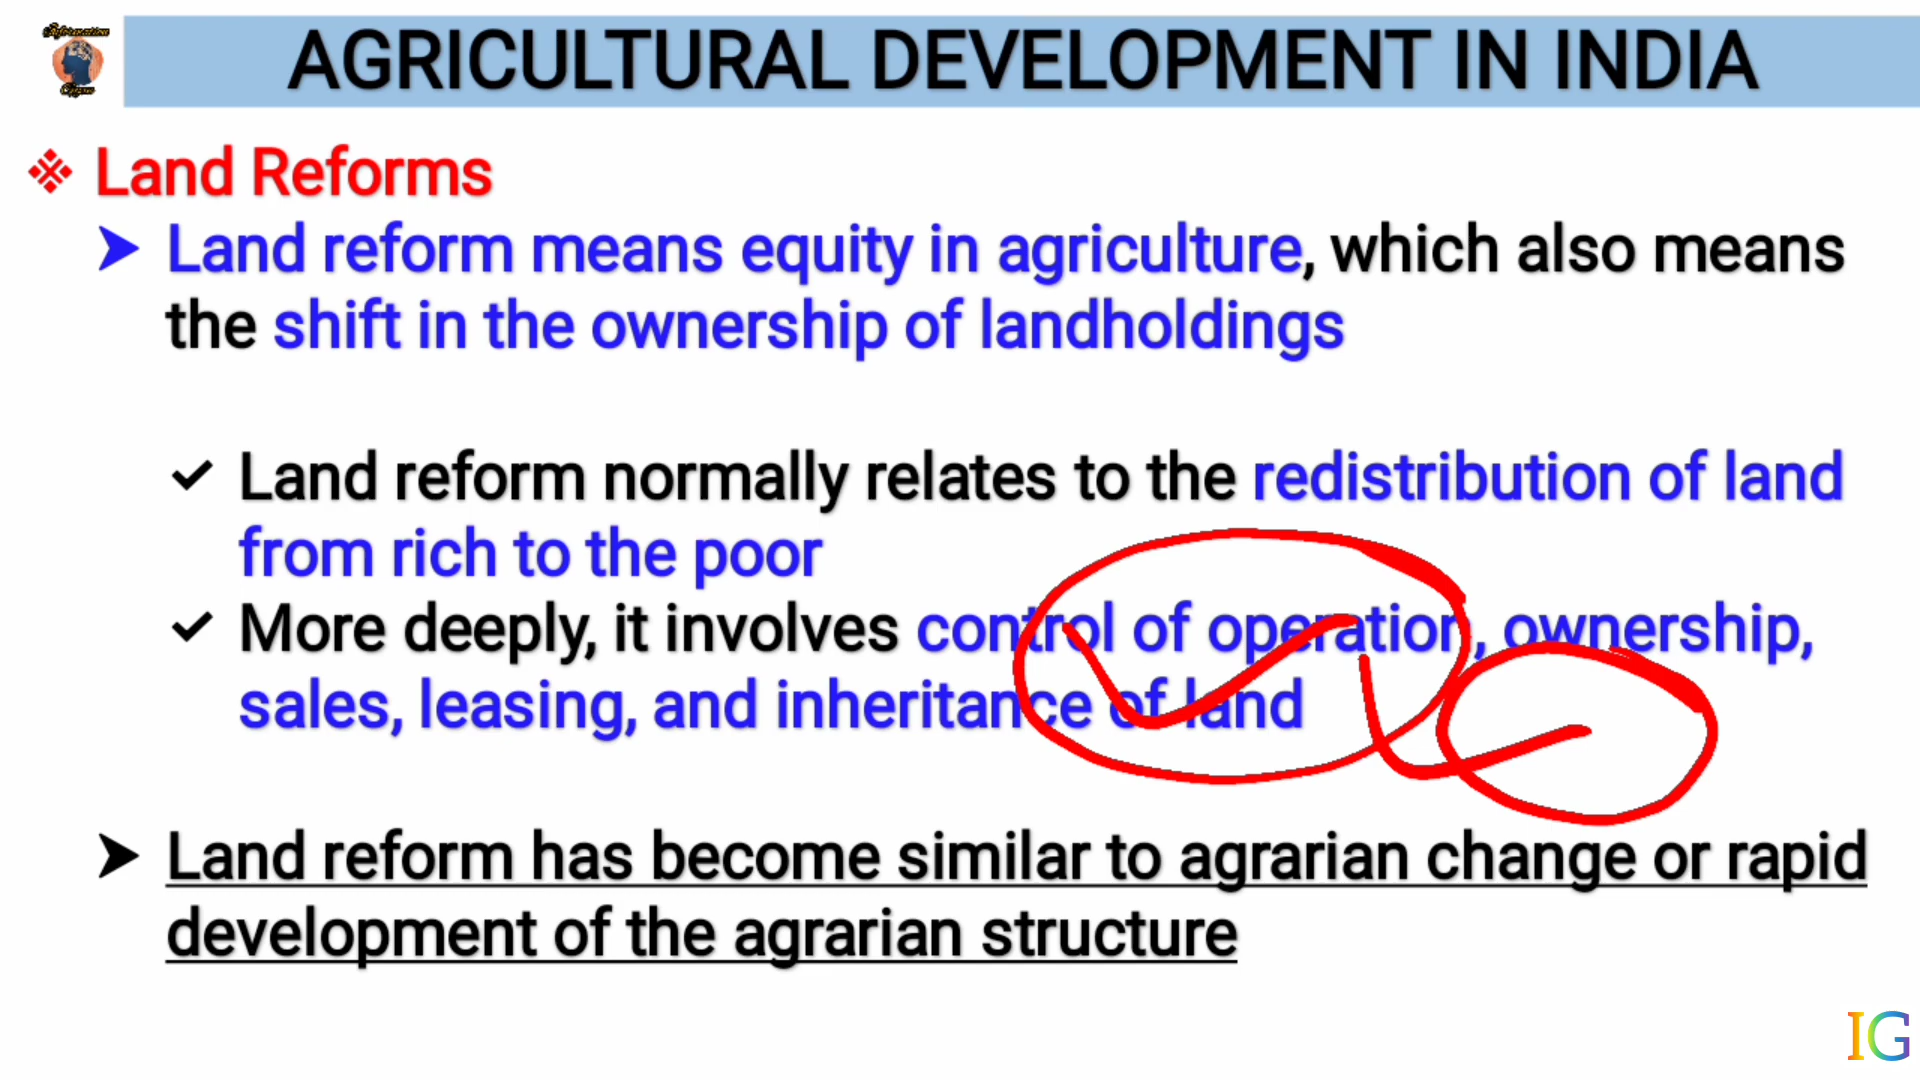 AGRICULTURAL DEVELOPMENT IN INDIA
Land Reforms
Land reform means equity in agriculture, which also means
the shift in the ownership of landholdings
Land reform normally relates to the redistribution of land
from rich to the poor
More deeply, it involves control of operation, ownership,
sales, leasing, and inheritance of land
Land reform has become similar to agrarian change or rapid
development of the agrarian structure
IG